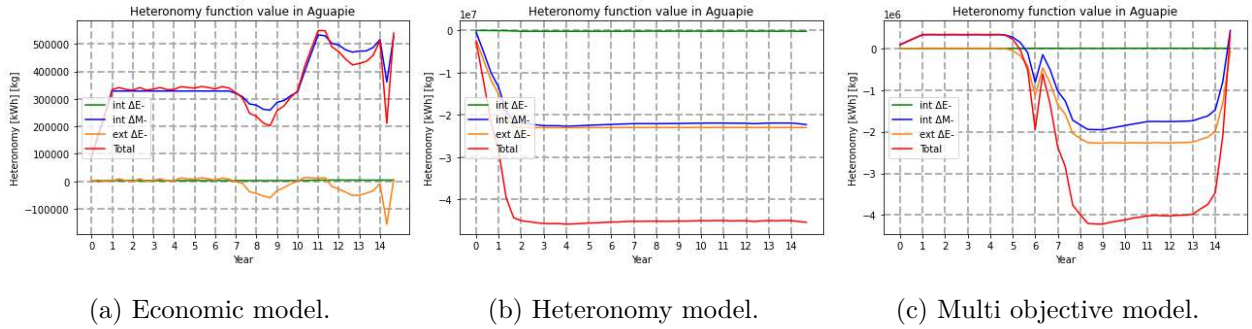 Heteronomy function value in Aguapie
Heteronomy [kWh] [kg]
500000
400000
300000
200000
100000
0
−100000
int ΔE-
int ΔM-
ext ΔE-
Total
0 1 2 3 4 5 6 7 8 9 10 11 12 13 14
Year
(a) Economic model.
Heteronomy function value in Aguapie
1e7
Heteronomy [kWh] [kg]
0
−1
−2
−3
−4
int ΔE-
int ΔM-
ext ΔE-
Total
0 1 2 3 4 5 6 7 8 9 10 11 12 13 14
Year
(b) Heteronomy model.
Heteronomy function value in Aguapie
1e6
Heteronomy [kWh] [kg]
0
−1
−2
−3
−4
int ΔE-
int ΔM-
ext ΔE-
Total
0 1 2 3 4 5 6 7 8 9 10 11 12 13 14
Year
(c) Multi objective model.